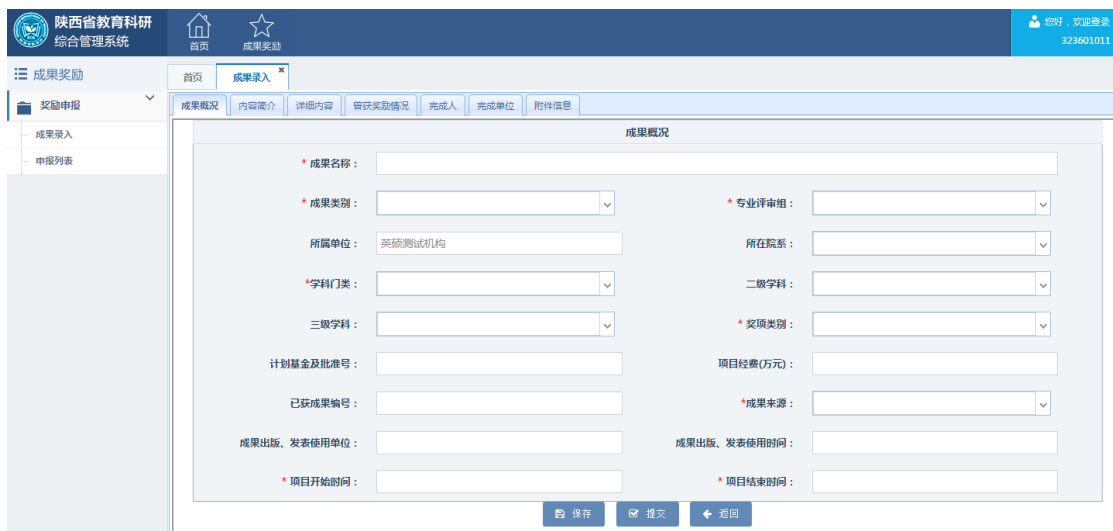 陕西省教育科研
综合管理系统
首页
成果奖励
您好，欢迎登录
323601011
成果奖励
奖励申报
成果录入
申报列表
首页 成果录入
成果概况 内容简介 详细内容 曾获奖励情况 完成人 完成单位 附件信息
成果概况
* 成果名称：
* 成果类别： * 专业评审组：
所属单位： 英硕测试机构 所在院系：
*学科门类： 二级学科：
三级学科： * 奖项类别：
计划基金及批准号： 项目经费(万元)：
已获成果编号： *成果来源：
成果出版、发表使用单位： 成果出版、发表使用时间：
* 项目开始时间： * 项目结束时间：
保存 提交 返回